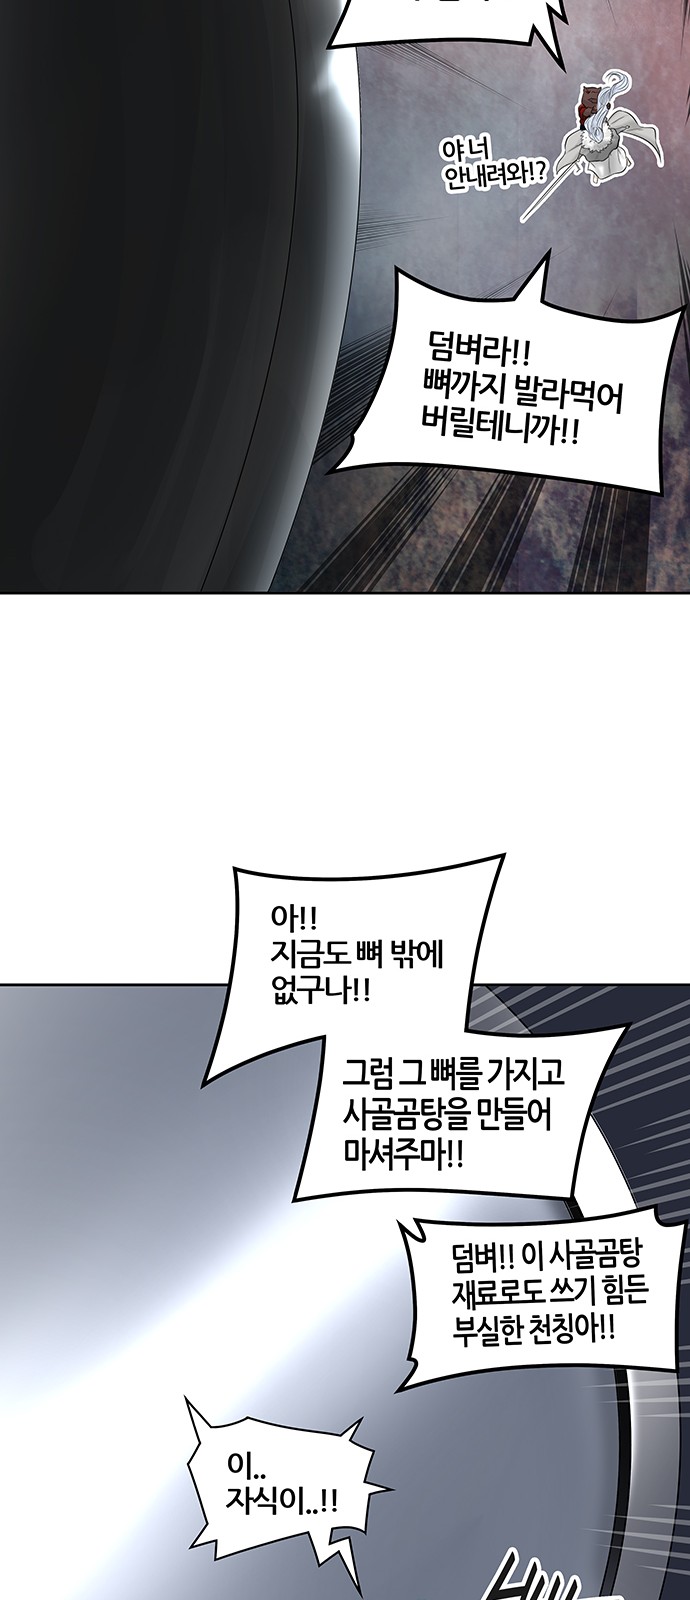 야 너
안내려와!?
덤벼라!!
뼈까지 발라먹어
버릴테니까!!
아!!
지금도 뼈 밖에
없구나!!
그럼 그 뼈를 가지고
사골곰탕을 만들어
마셔주마!!
덤벼!! 이 사골곰탕
재료로도 쓰기 힘든
부실한 천칭아!!
이..
자식이..!!